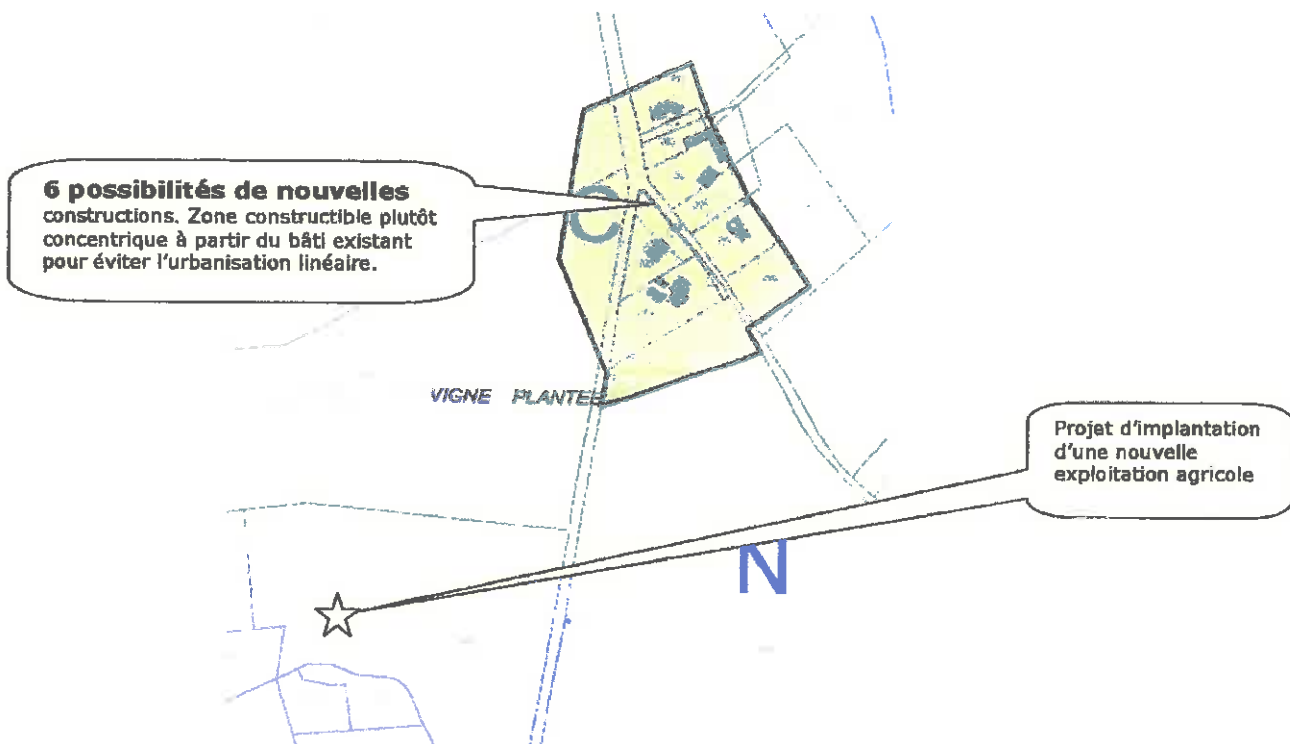 6 possibilités de nouvelles
constructions. Zone constructible plutôt
concentrique à partir du bâti existant
pour éviter l'urbanisation linéaire.
C
VIGNE PLANTEE
Projet d'implantation
d'une nouvelle
exploitation agricole
N